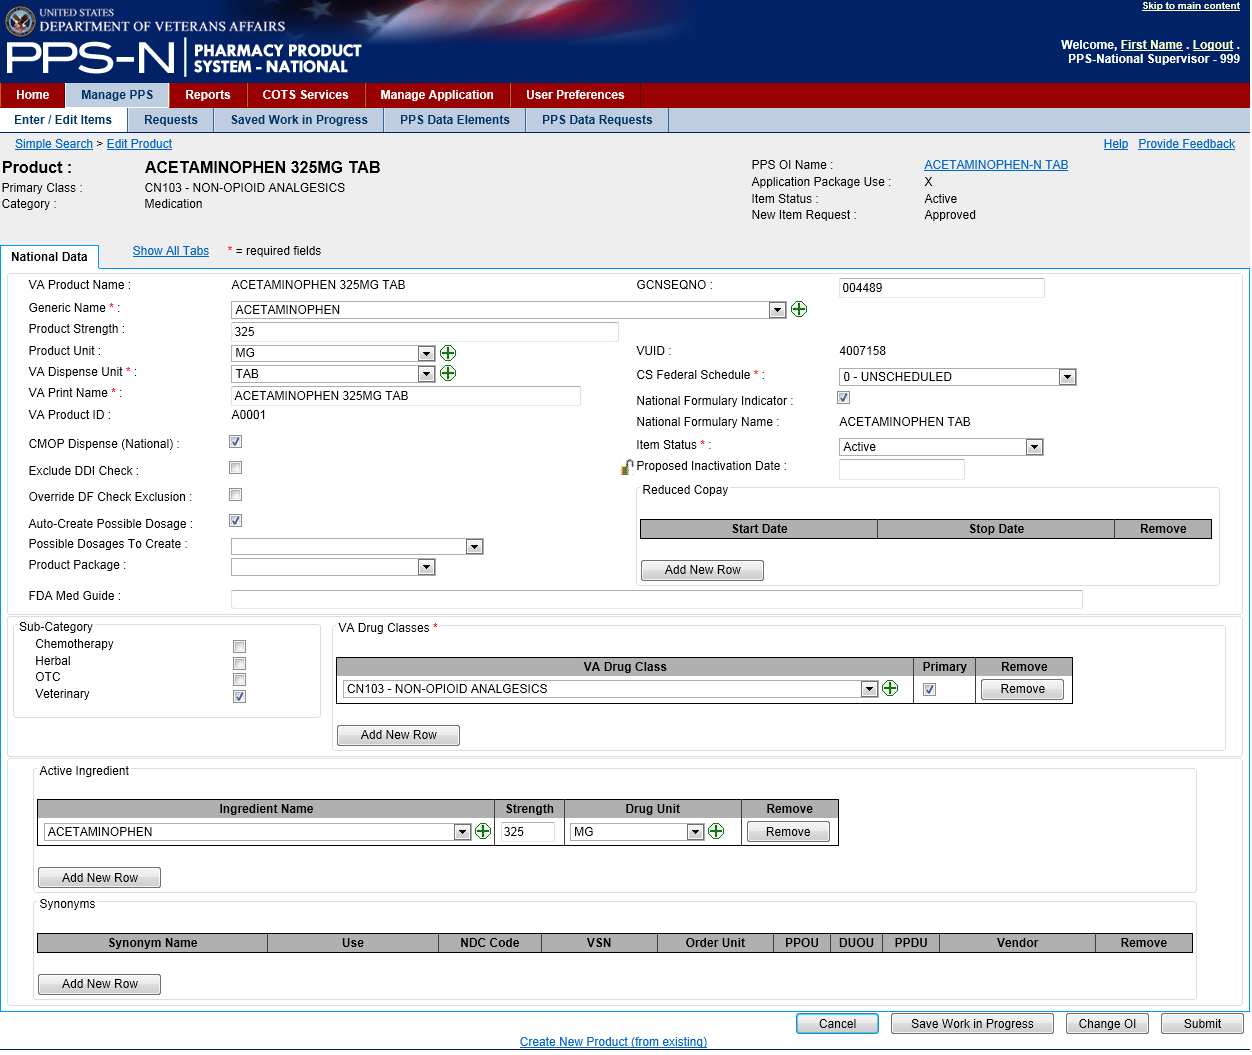 Skip to main content
UNITED STATES
DEPARTMENT OF VETERANS AFFAIRS
PPS-N PHARMACY PRODUCT
SYSTEM - NATIONAL
Welcome, First Name . Logout .
PPS-National Supervisor - 999
Home Manage PPS Reports COTS Services Manage Application User Preferences
Enter / Edit Items Requests Saved Work in Progress PPS Data Elements PPS Data Requests
Simple Search > Edit Product Help Provide Feedback
Product : ACETAMINOPHEN 325MG TAB
Primary Class : CN103 - NON-OPIOID ANALGESICS
Category : Medication
PPS OI Name : ACETAMINOPHEN-N TAB
Application Package Use : X
Item Status : Active
New Item Request : Approved
National Data Show All Tabs * = required fields
VA Product Name : ACETAMINOPHEN 325MG TAB
Generic Name * : ACETAMINOPHEN
Product Strength : 325
Product Unit : MG
VA Dispense Unit * : TAB
VA Print Name * : ACETAMINOPHEN 325MG TAB
VA Product ID : A0001
CMOP Dispense (National) :
Exclude DDI Check :
Override DF Check Exclusion :
Auto-Create Possible Dosage :
Possible Dosages To Create :
Product Package :
FDA Med Guide :
GCNSEQNO : 004489
VUID : 4007158
CS Federal Schedule * : 0 - UNSCHEDULED
National Formulary Indicator :
National Formulary Name : ACETAMINOPHEN TAB
Item Status * : Active
Proposed Inactivation Date :
Reduced Copay
Start Date Stop Date Remove
Add New Row
Sub-Category
Chemotherapy
Herbal
OTC
Veterinary
VA Drug Classes *
VA Drug Class Primary Remove
CN103 - NON-OPIOID ANALGESICS Remove
Add New Row
Active Ingredient
Ingredient Name Strength Drug Unit Remove
ACETAMINOPHEN 325 MG Remove
Add New Row
Synonyms
Synonym Name Use NDC Code VSN Order Unit PPOU DUOU PPDU Vendor Remove
Add New Row
Cancel Save Work in Progress Change OI Submit
Create New Product (from existing)